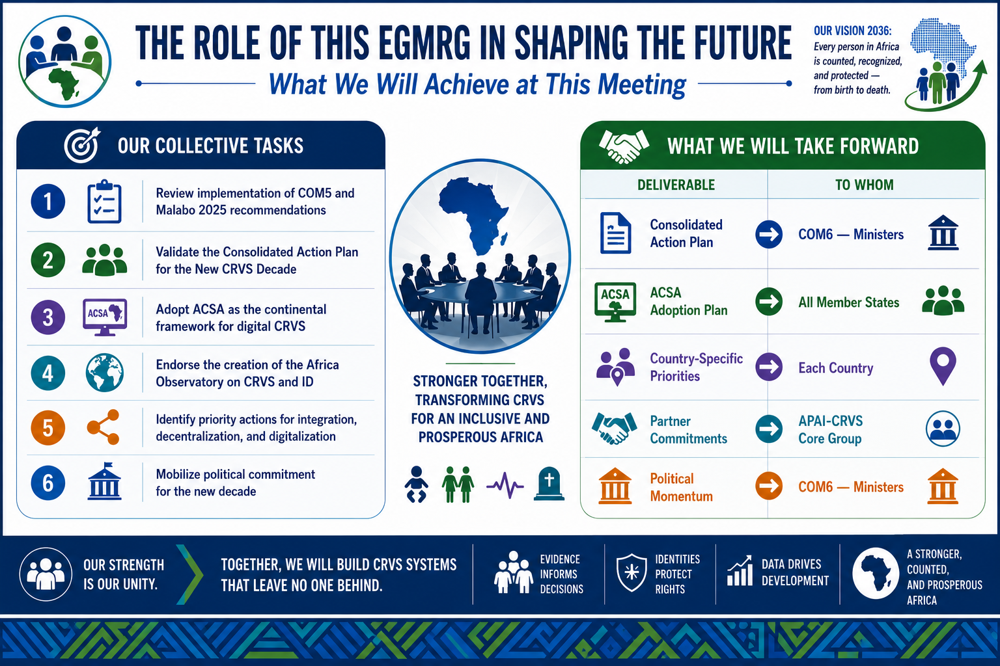 THE ROLE OF THIS EGMRG IN SHAPING THE FUTURE
What We Will Achieve at This Meeting
OUR VISION 2036:
Every person in Africa
is counted, recognized,
and protected —
from birth to death.
OUR COLLECTIVE TASKS
1
Review implementation of COM5 and
Malabo 2025 recommendations
2
Validate the Consolidated Action Plan
for the New CRVS Decade
3
ACSA
Adopt ACSA as the continental
framework for digital CRVS
4
Endorse the creation of the Africa
Observatory on CRVS and ID
5
Identify priority actions for integration,
decentralization, and digitalization
6
Mobilize political commitment
for the new decade
STRONGER TOGETHER,
TRANSFORMING CRVS
FOR AN INCLUSIVE AND
PROSPEROUS AFRICA
WHAT WE WILL TAKE FORWARD
DELIVERABLE
TO WHOM
Consolidated
Action Plan
COM6 — Ministers
ACSA
ACSA
Adoption Plan
All Member States
Country-Specific
Priorities
Each Country
Partner
Commitments
APAI-CRVS
Core Group
Political
Momentum
COM6 — Ministers
OUR STRENGTH
IS OUR UNITY.
TOGETHER, WE WILL BUILD CRVS SYSTEMS
THAT LEAVE NO ONE BEHIND.
EVIDENCE
INFORMS
DECISIONS
IDENTITIES
PROTECT
RIGHTS
DATA DRIVES
DEVELOPMENT
A STRONGER,
COUNTED,
AND PROSPEROUS
AFRICA